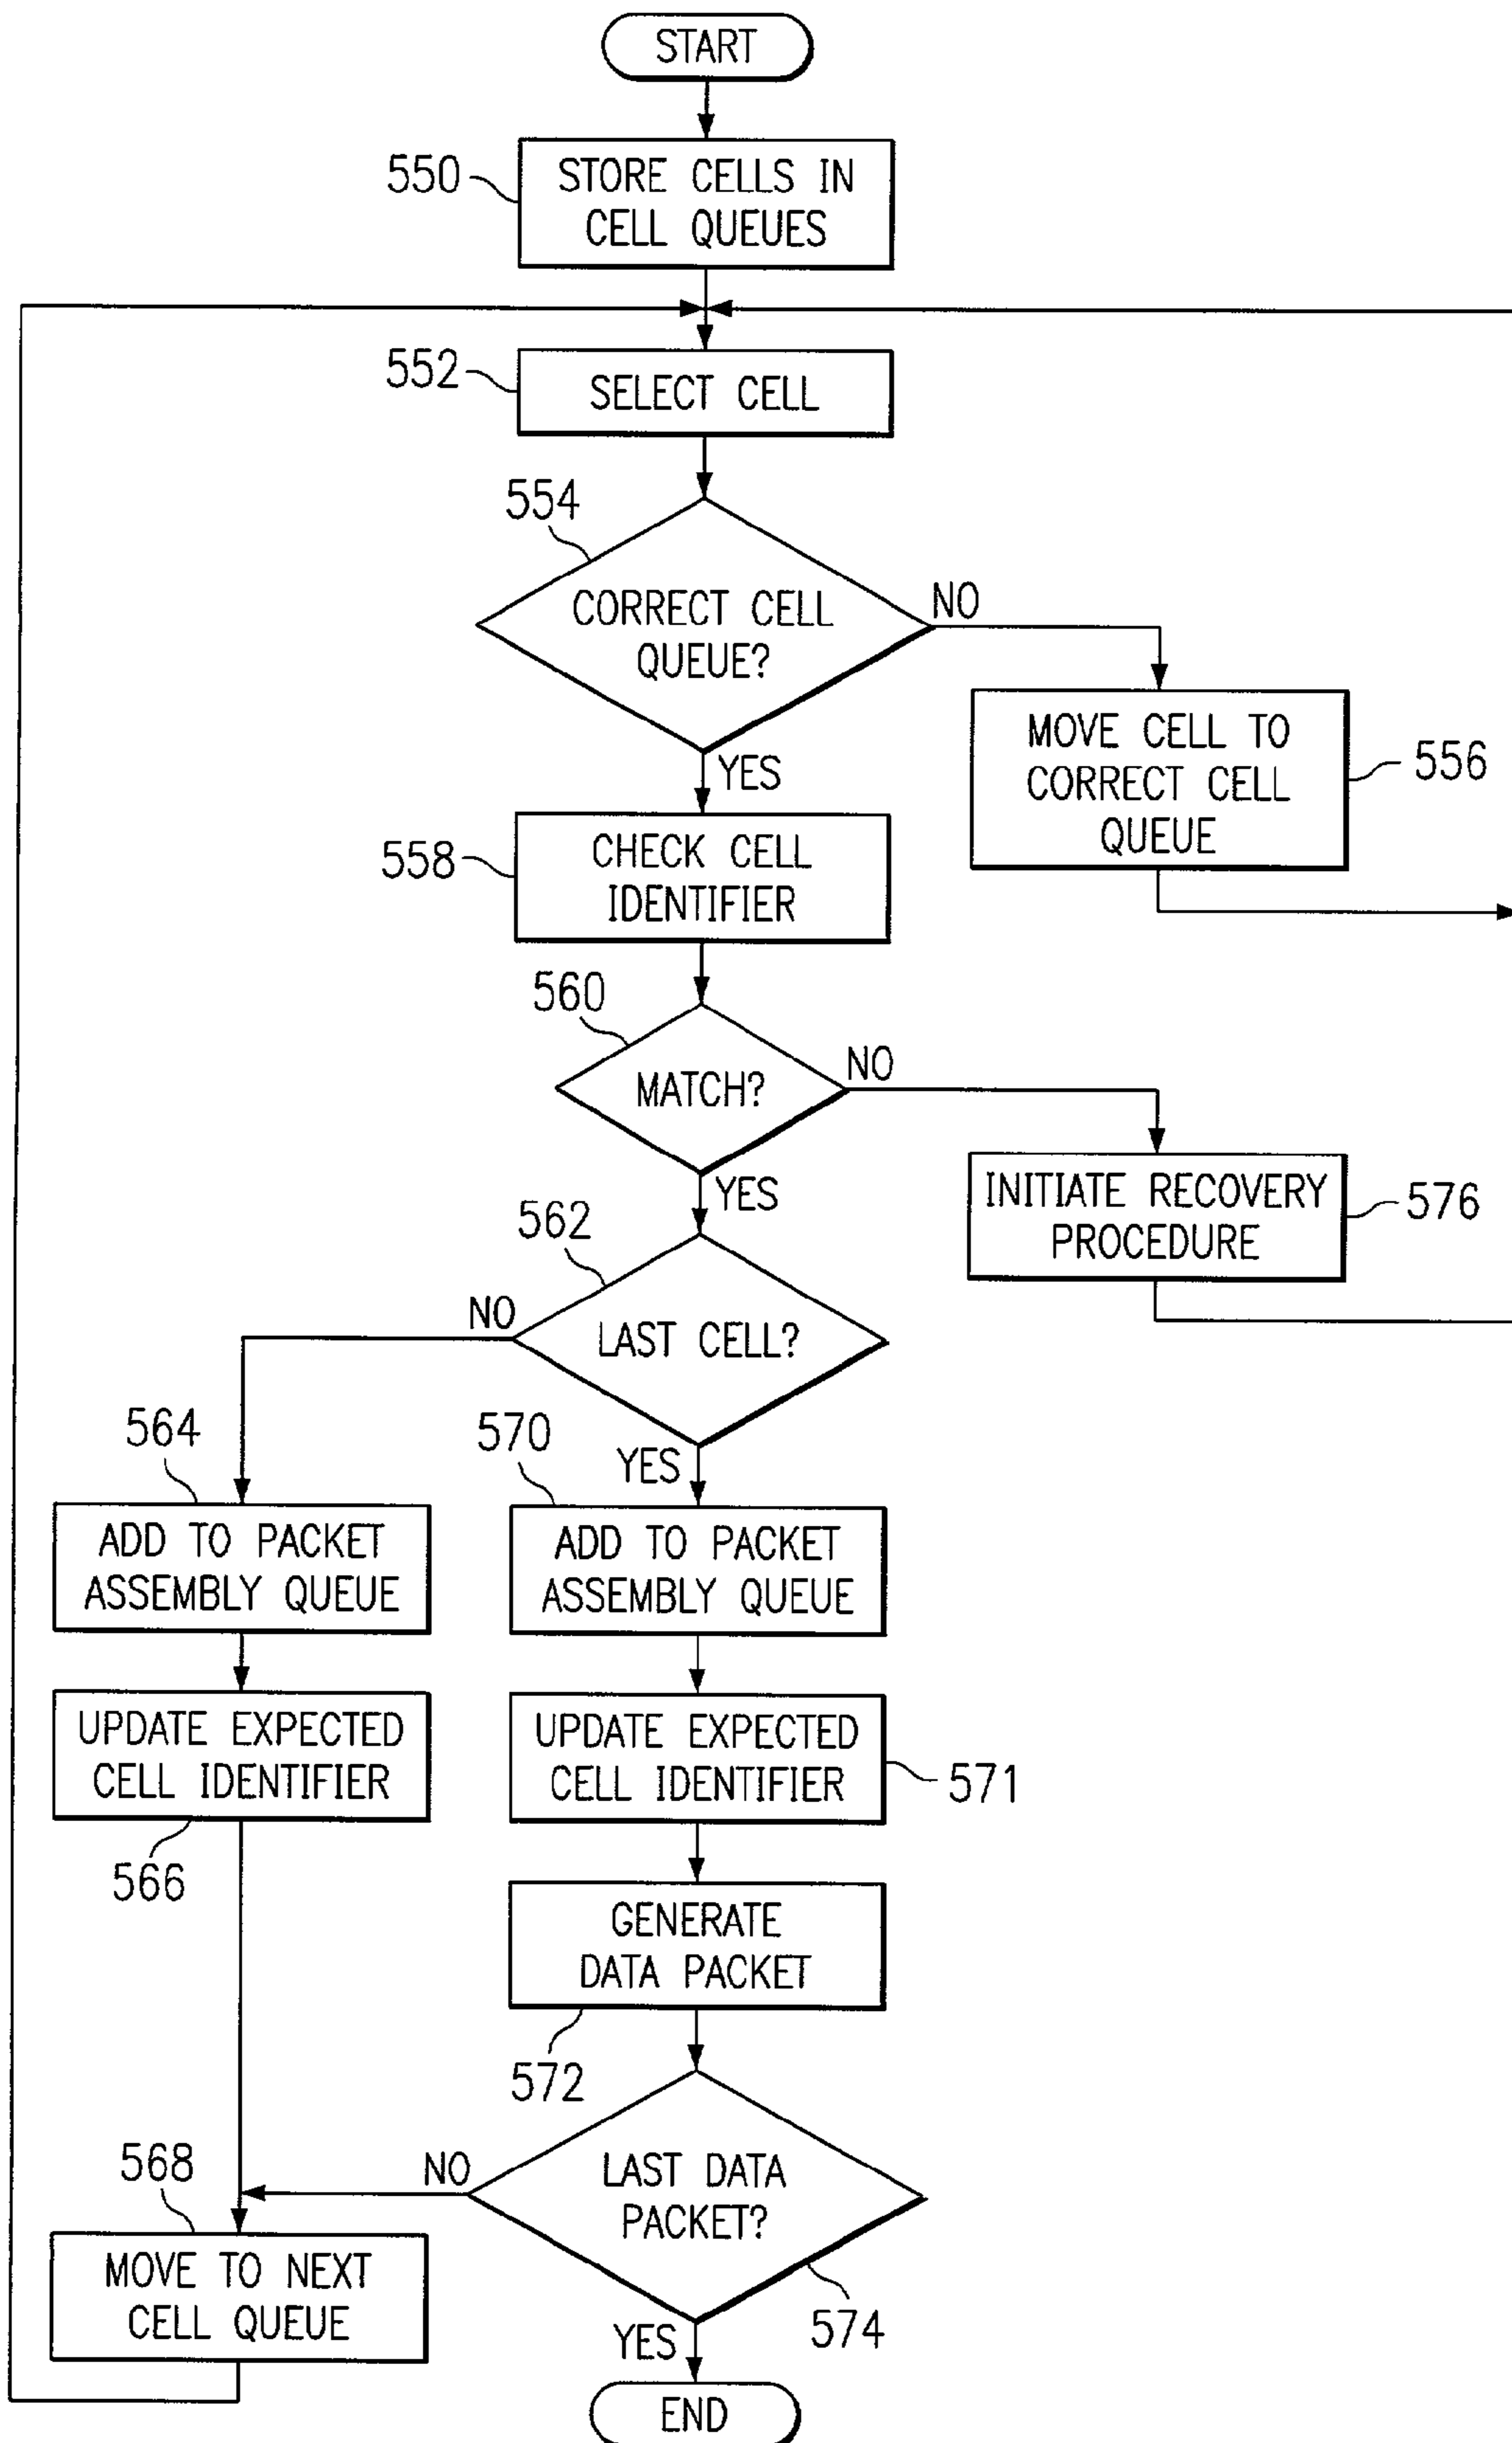 START
550
STORE CELLS IN
CELL QUEUES
552
SELECT CELL
554
CORRECT CELL
QUEUE?
NO
YES
MOVE CELL TO
CORRECT CELL
QUEUE
556
558
CHECK CELL
IDENTIFIER
560
MATCH?
NO
YES
INITIATE RECOVERY
PROCEDURE
576
562
LAST CELL?
NO
YES
564
ADD TO PACKET
ASSEMBLY QUEUE
570
ADD TO PACKET
ASSEMBLY QUEUE
UPDATE EXPECTED
CELL IDENTIFIER
566
UPDATE EXPECTED
CELL IDENTIFIER
571
GENERATE
DATA PACKET
572
LAST DATA
PACKET?
NO
574
YES
568
MOVE TO NEXT
CELL QUEUE
END